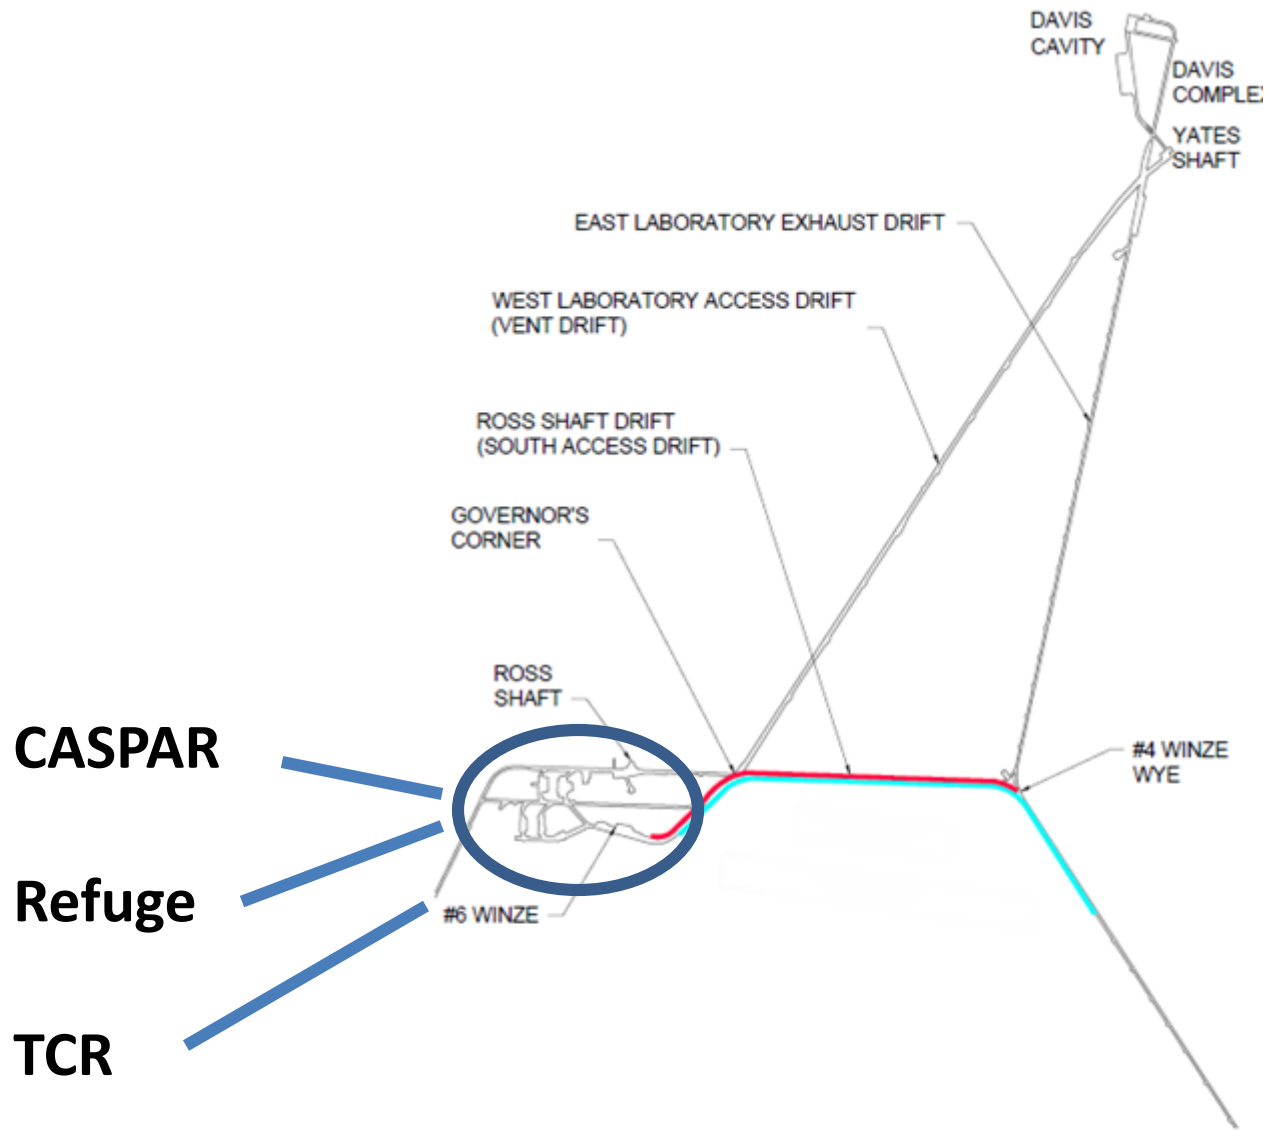 DAVIS
CAVITY
DAVIS
COMPLEX
YATES
SHAFT
EAST LABORATORY EXHAUST DRIFT
WEST LABORATORY ACCESS DRIFT
(VENT DRIFT)
ROSS SHAFT DRIFT
(SOUTH ACCESS DRIFT)
GOVERNOR'S
CORNER
ROSS
SHAFT
CASPAR
#4 WINZE
WYE
Refuge
#6 WINZE
TCR